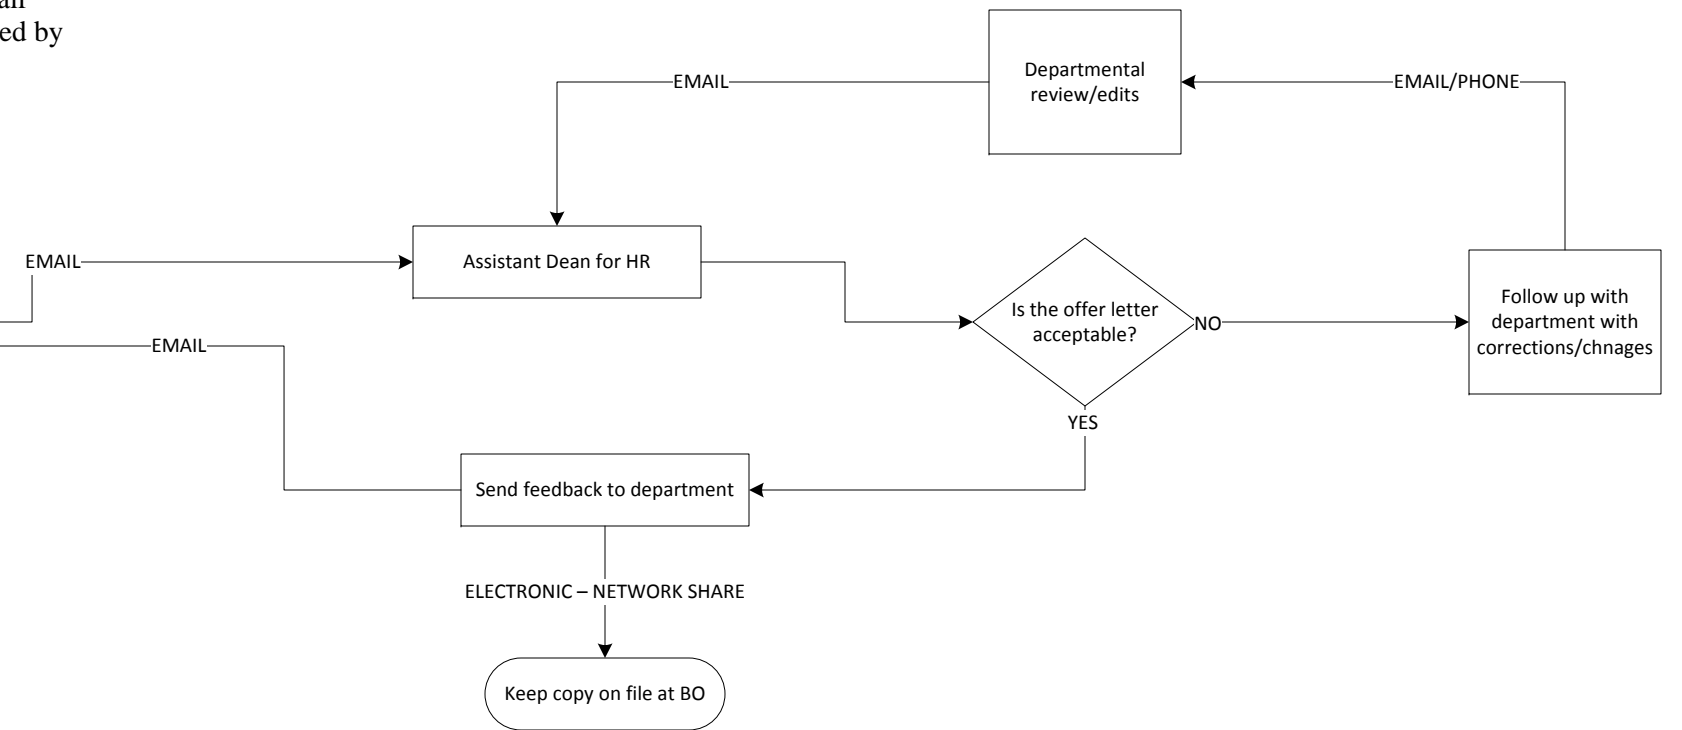 ed by
Departmental
review/edits
EMAIL
EMAIL/PHONE
EMAIL
Assistant Dean for HR
Is the offer letter
acceptable?
NO
Follow up with
department with
corrections/chnages
EMAIL
YES
Send feedback to department
ELECTRONIC – NETWORK SHARE
Keep copy on file at BO